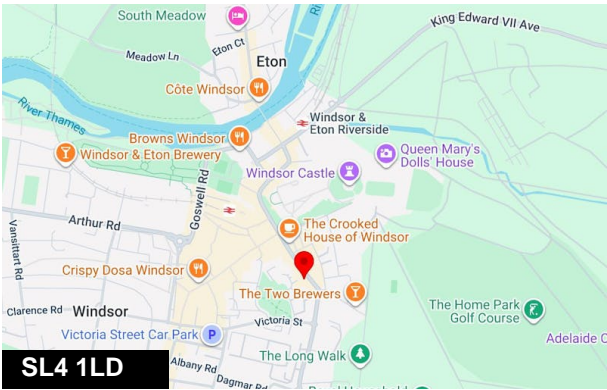 South Meadow
King Edward VII Ave
Eton Ct
Meadow Ln
Eton
Côte Windsor
River Thames
Windsor &
Eton Riverside
Browns Windsor
Windsor & Eton Brewery
Queen Mary's
Dolls' House
Windsor Castle
Goswell Rd
Arthur Rd
Vansittart Rd
The Crooked
House of Windsor
Crispy Dosa Windsor
The Two Brewers
Clarence Rd
Windsor
Victoria St
The Home Park
Golf Course
Victoria Street Car Park
P
Adelaide C
The Long Walk
SL4 1LD
Albany Rd
Dagmar Rd